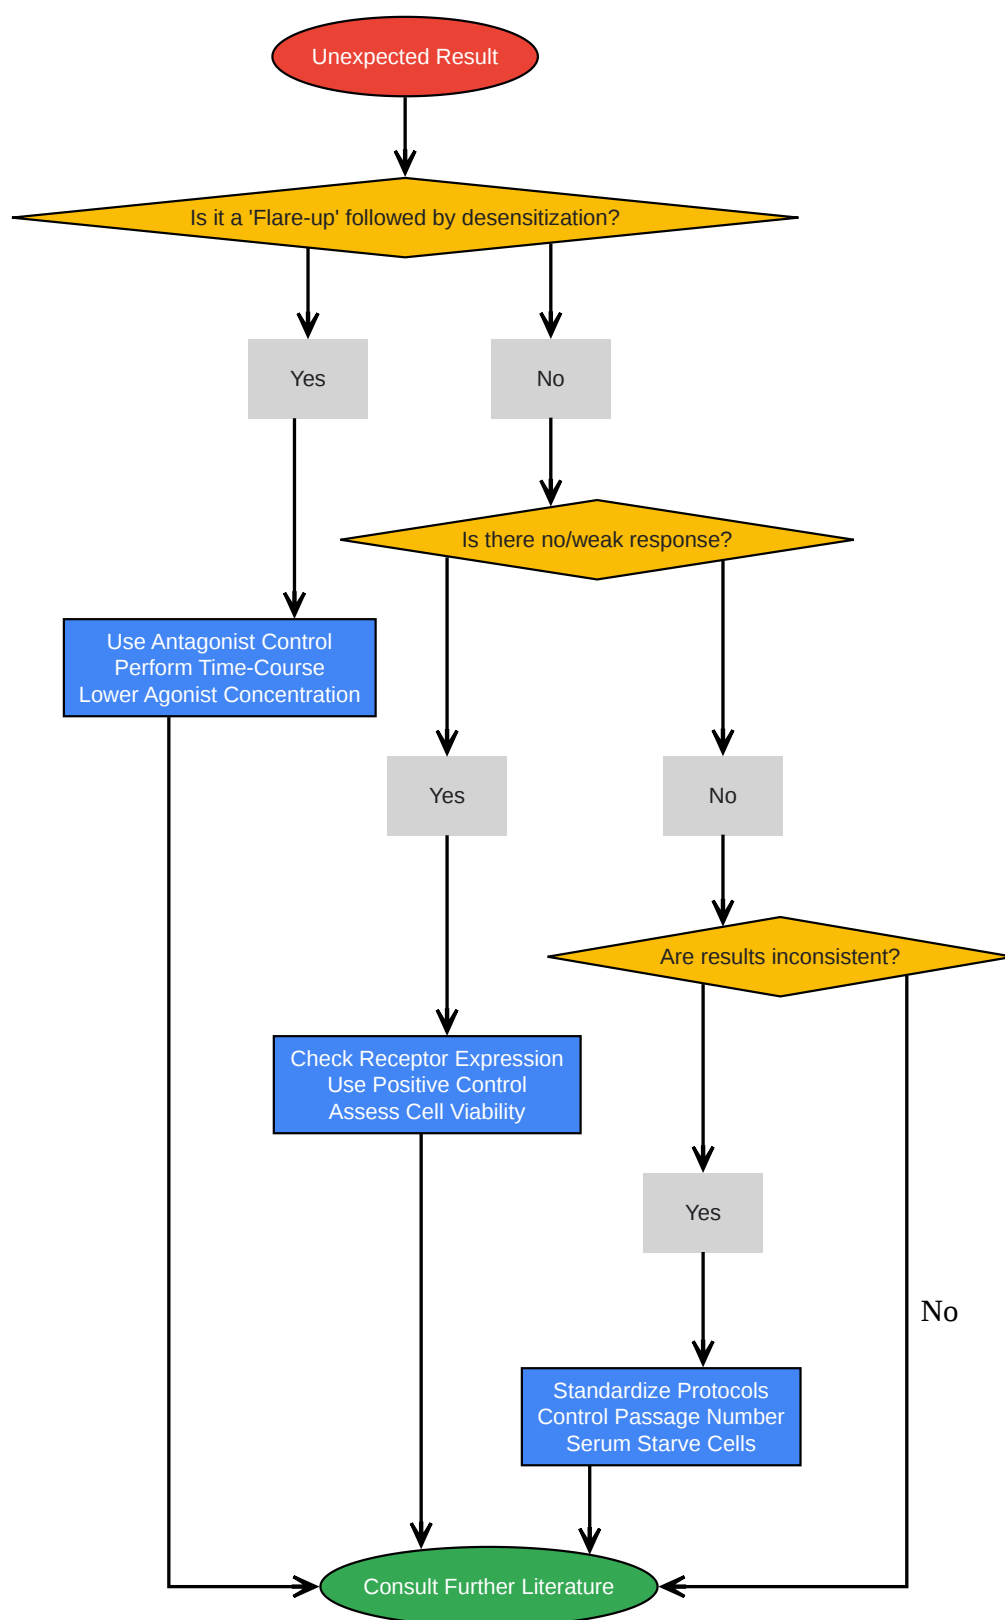 Unexpected Result
Is it a 'Flare-up' followed by desensitization?
Yes
No
Is there no/weak response?
Use Antagonist Control
Perform Time-Course
Lower Agonist Concentration
Yes
No
Are results inconsistent?
Check Receptor Expression
Use Positive Control
Assess Cell Viability
Yes
No
Standardize Protocols
Control Passage Number
Serum Starve Cells
Consult Further Literature